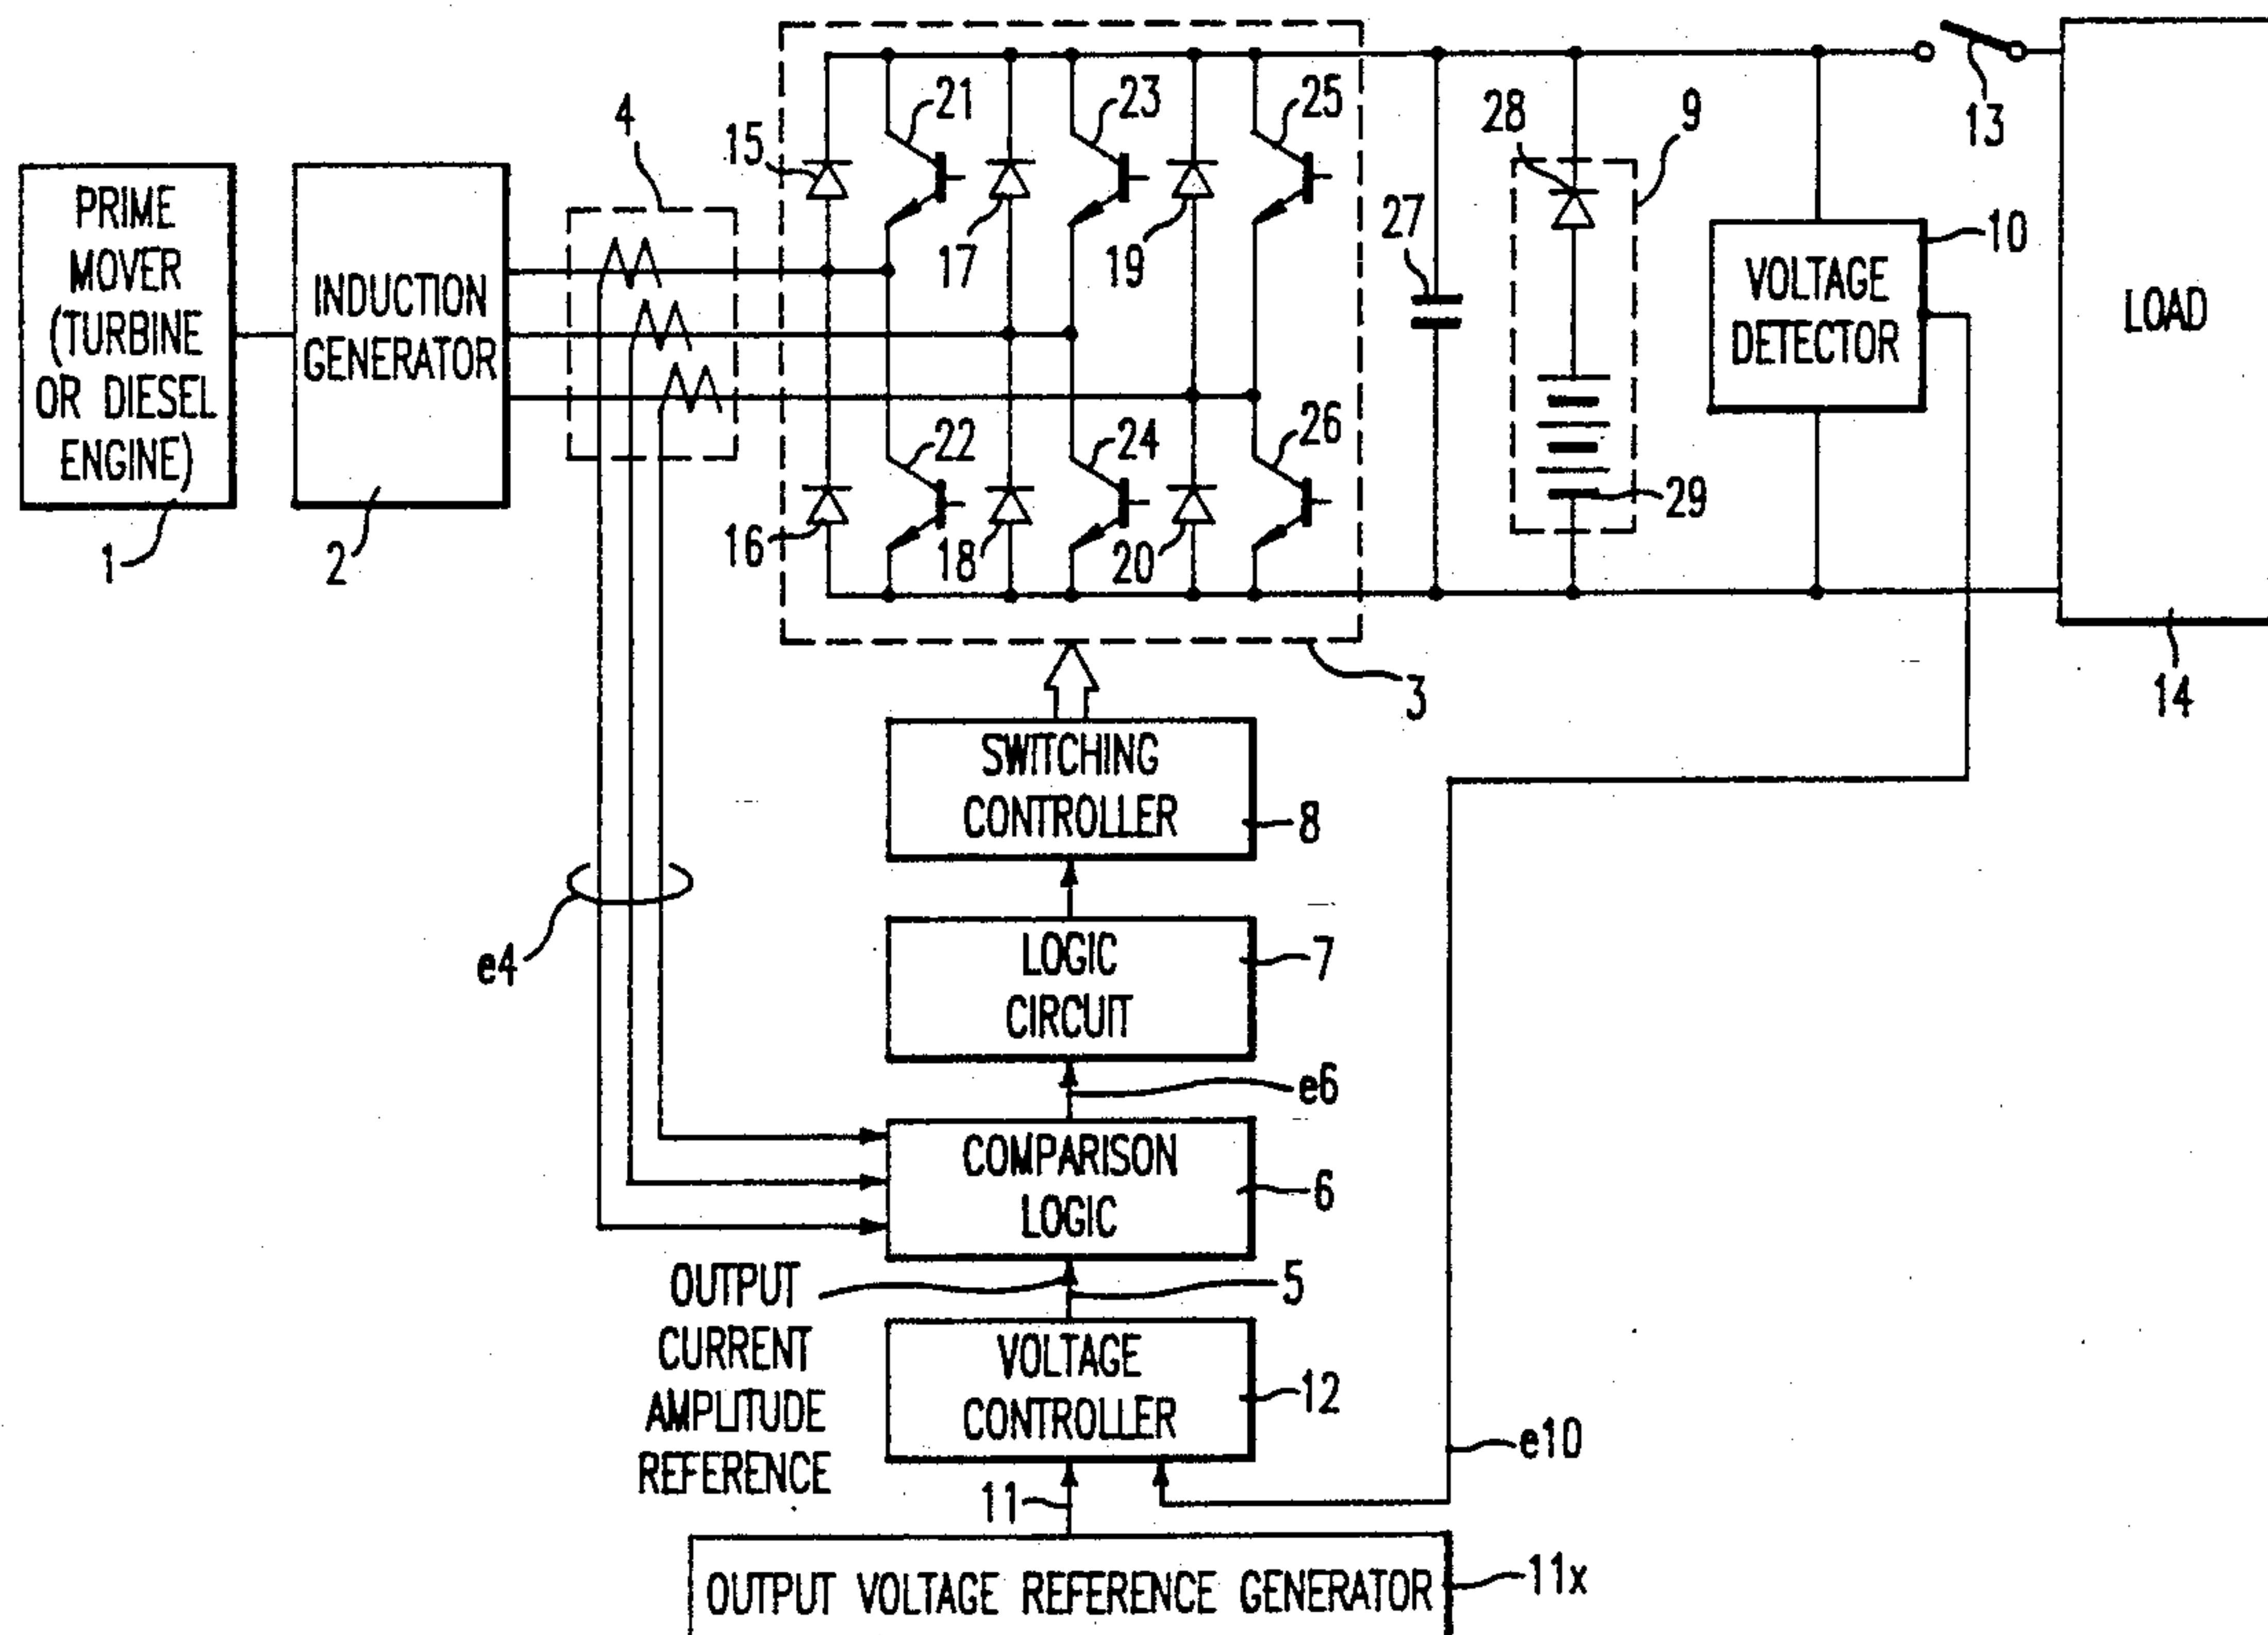 PRIME
MOVER
(TURBINE
OR DIESEL
ENGINE)
1
INDUCTION
GENERATOR
2
4
15
21
17
23
19
25
16
22
18
24
20
26
3
27
28
9
29
VOLTAGE
DETECTOR
10
13
LOAD
14
SWITCHING
CONTROLLER
8
LOGIC
CIRCUIT
7
e4
e6
COMPARISON
LOGIC
6
OUTPUT
CURRENT
AMPLITUDE
REFERENCE
5
VOLTAGE
CONTROLLER
12
e10
11
OUTPUT VOLTAGE REFERENCE GENERATOR
11x